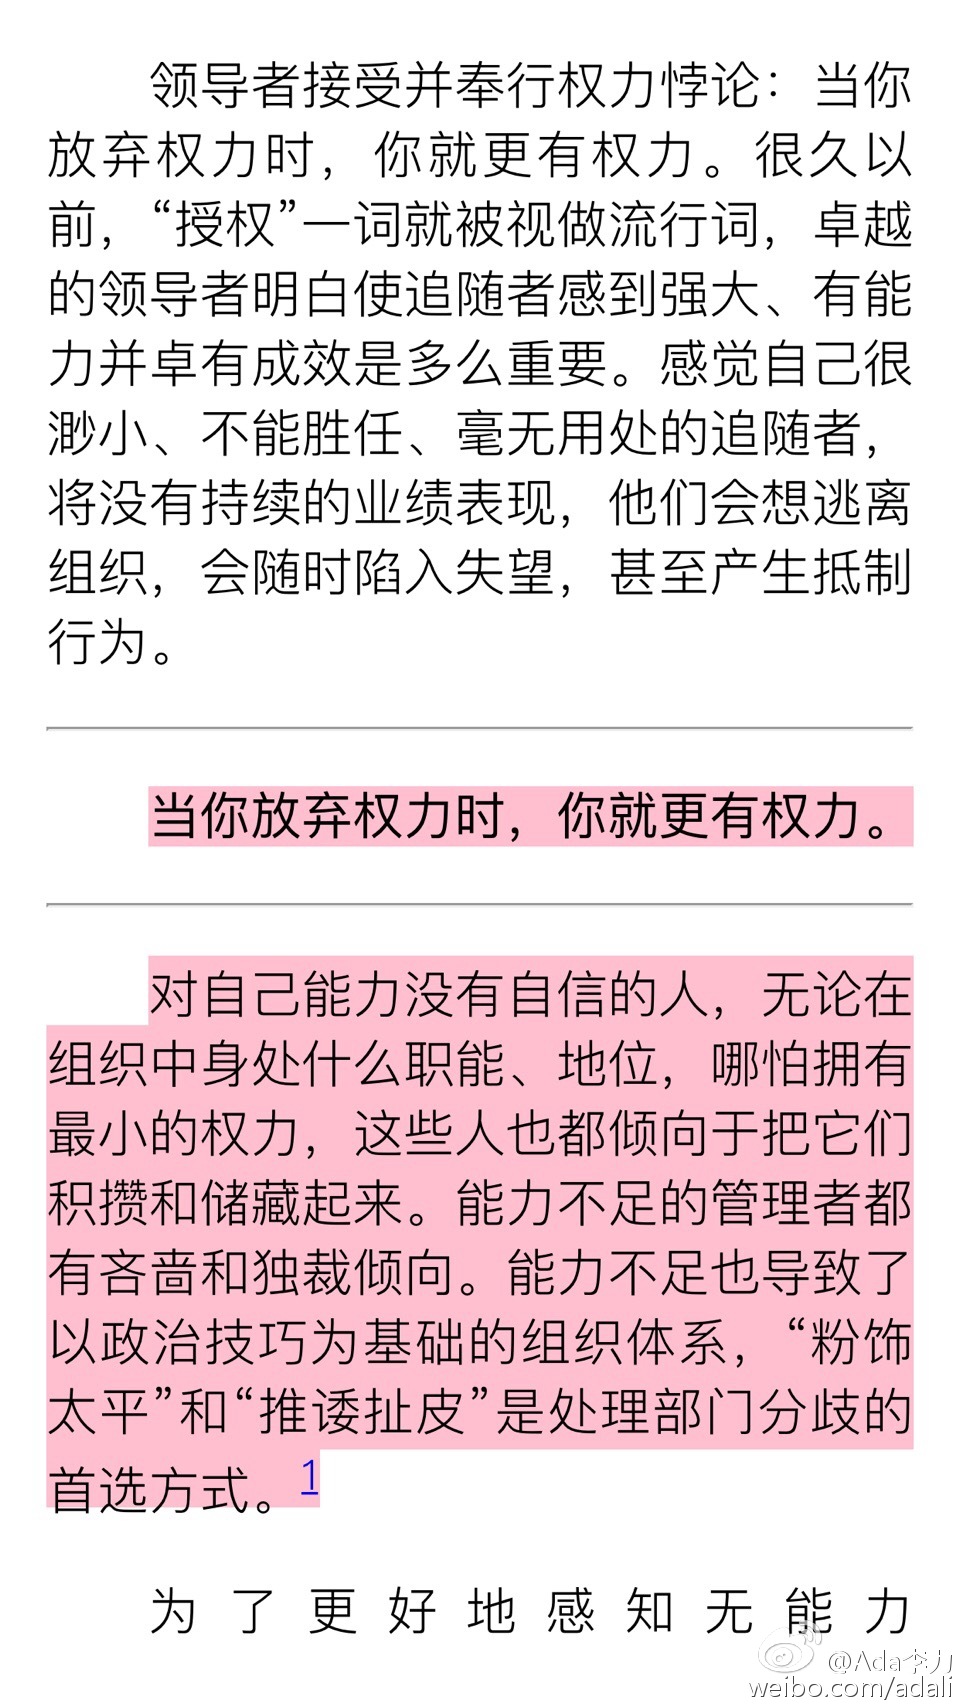 领导者接受并奉行权力悖论：当你
放弃权力时，你就更有权力。很久以
前，“授权”一词就被视做流行词，卓越
的领导者明白使追随者感到强大、有能
力并卓有成效是多么重要。感觉自己很
渺小、不能胜任、毫无用处的追随者，
将没有持续的业绩表现，他们会想逃离
组织，会随时陷入失望，甚至产生抵制
行为。
当你放弃权力时，你就更有权力。
对自己能力没有自信的人，无论在
组织中身处什么职能、地位，哪怕拥有
最小的权力，这些人也都倾向于把它们
积攒和储藏起来。能力不足的管理者都
有吝啬和独裁倾向。能力不足也导致了
以政治技巧为基础的组织体系，“粉饰
太平”和“推诿扯皮”是处理部门分歧的
首选方式。1
为了更好地感知无能力
@Ada李力
weibo.com/adali